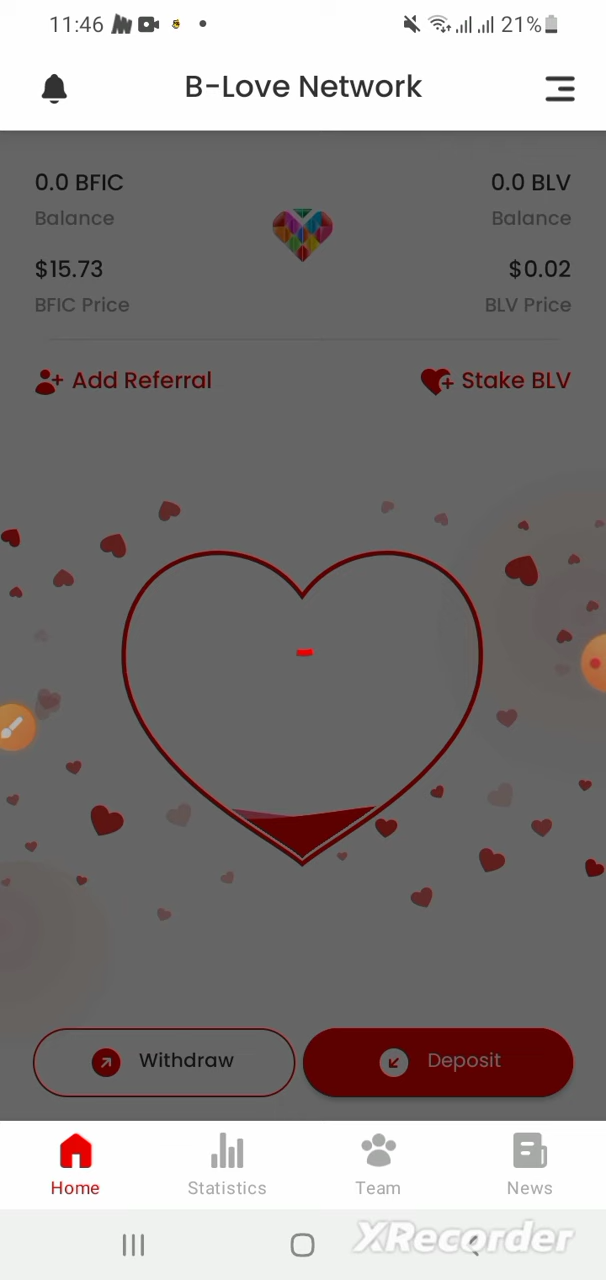 11:46 21%
B-Love Network
0.0 BFIC 0.0 BLV
Balance Balance
$15.73 $0.02
BFIC Price BLV Price
Add Referral Stake BLV
Withdraw Deposit
Home Statistics Team News
XRecorder